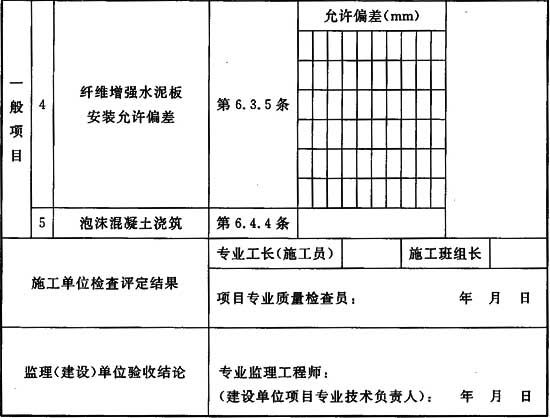 允许偏差(mm)
一般项目
4
纤维增强水泥板
安装允许偏差
第 6.3.5 条
5
泡沫混凝土浇筑
第 6.4.4 条
施工单位检查评定结果
专业工长(施工员)
施工班组长
项目专业质量检查员：
年 月 日
监理(建设)单位验收结论
专业监理工程师：
(建设单位项目专业技术负责人)： 年 月 日